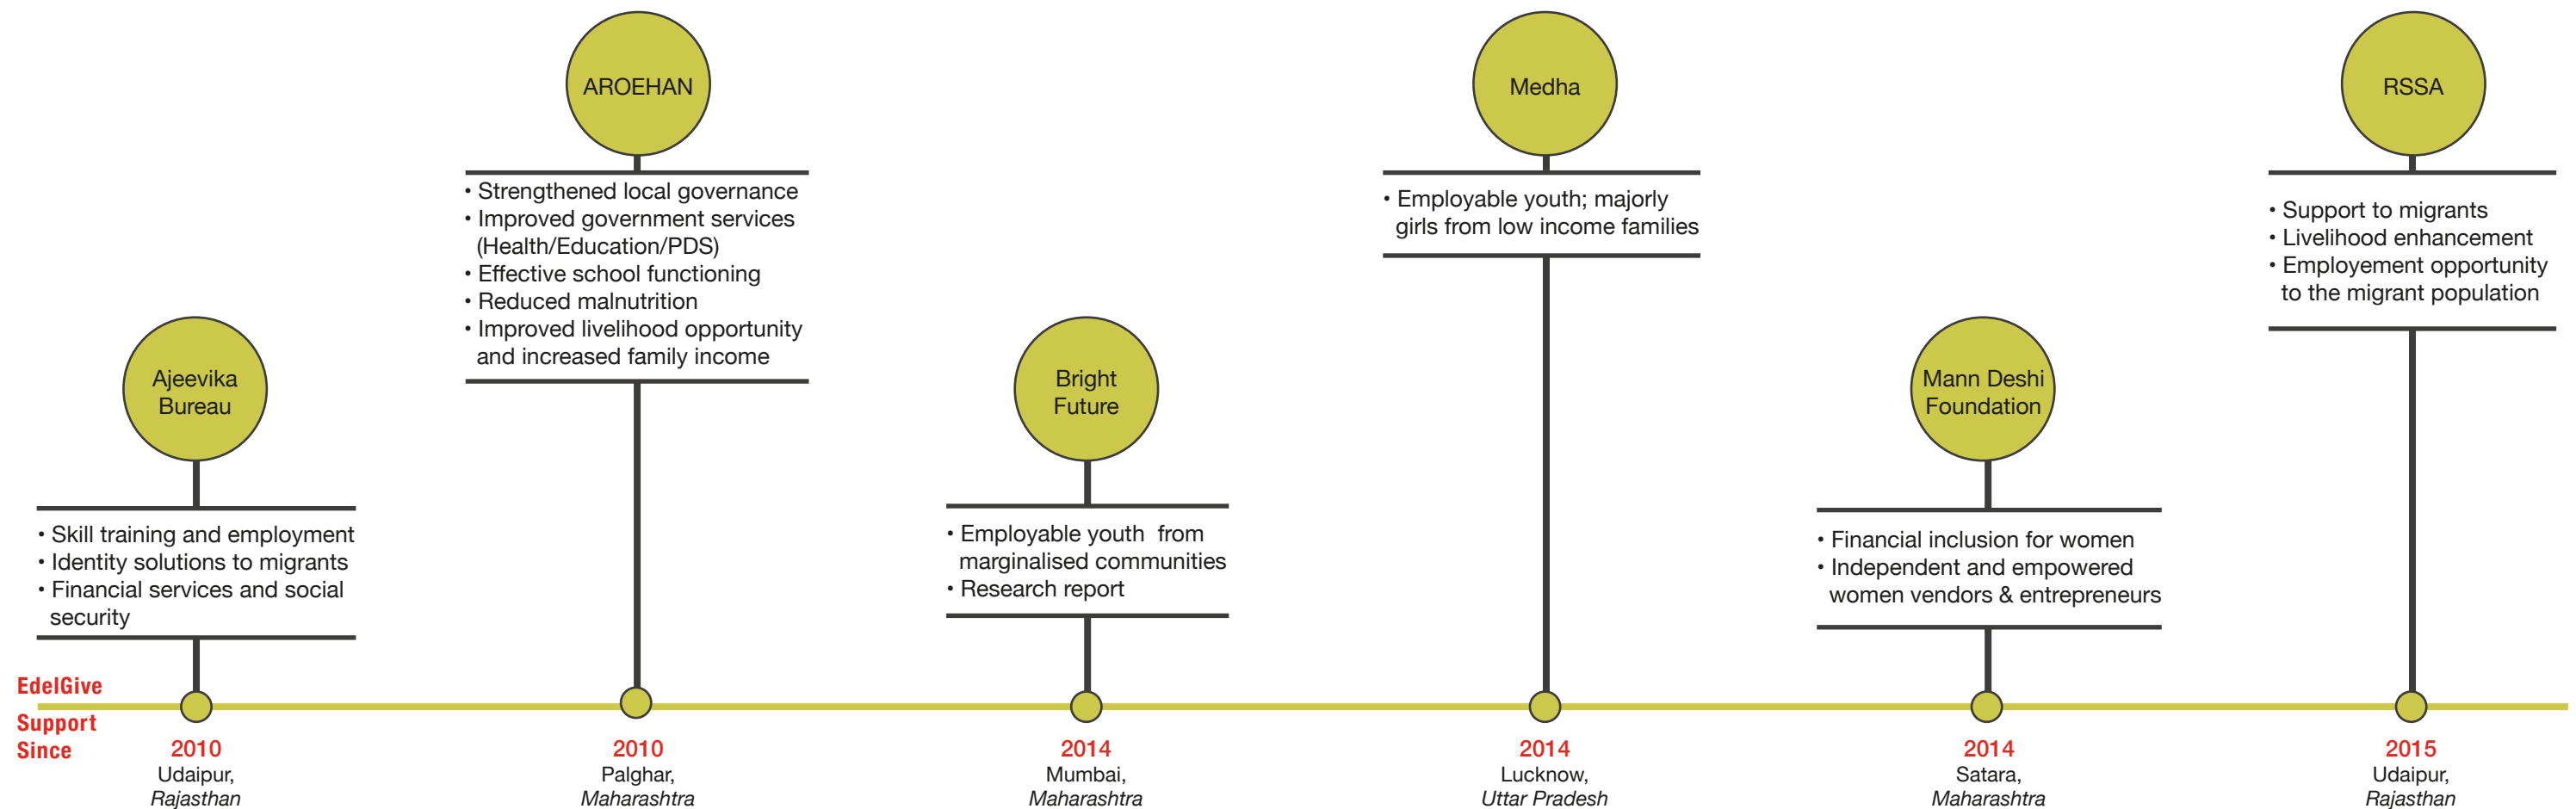 Ajeevika
Bureau
• Skill training and employment
• Identity solutions to migrants
• Financial services and social
security
AROEHAN
• Strengthened local governance
• Improved government services
(Health/Education/PDS)
• Effective school functioning
• Reduced malnutrition
• Improved livelihood opportunity
and increased family income
Bright
Future
• Employable youth from
marginalised communities
• Research report
Medha
• Employable youth; majorly
girls from low income families
Mann Deshi
Foundation
• Financial inclusion for women
• Independent and empowered
women vendors & entrepreneurs
RSSA
• Support to migrants
• Livelihood enhancement
• Employement opportunity
to the migrant population
EdelGive
Support
Since
2010
Udaipur,
Rajasthan
2010
Palghar,
Maharashtra
2014
Mumbai,
Maharashtra
2014
Lucknow,
Uttar Pradesh
2014
Satara,
Maharashtra
2015
Udaipur,
Rajasthan